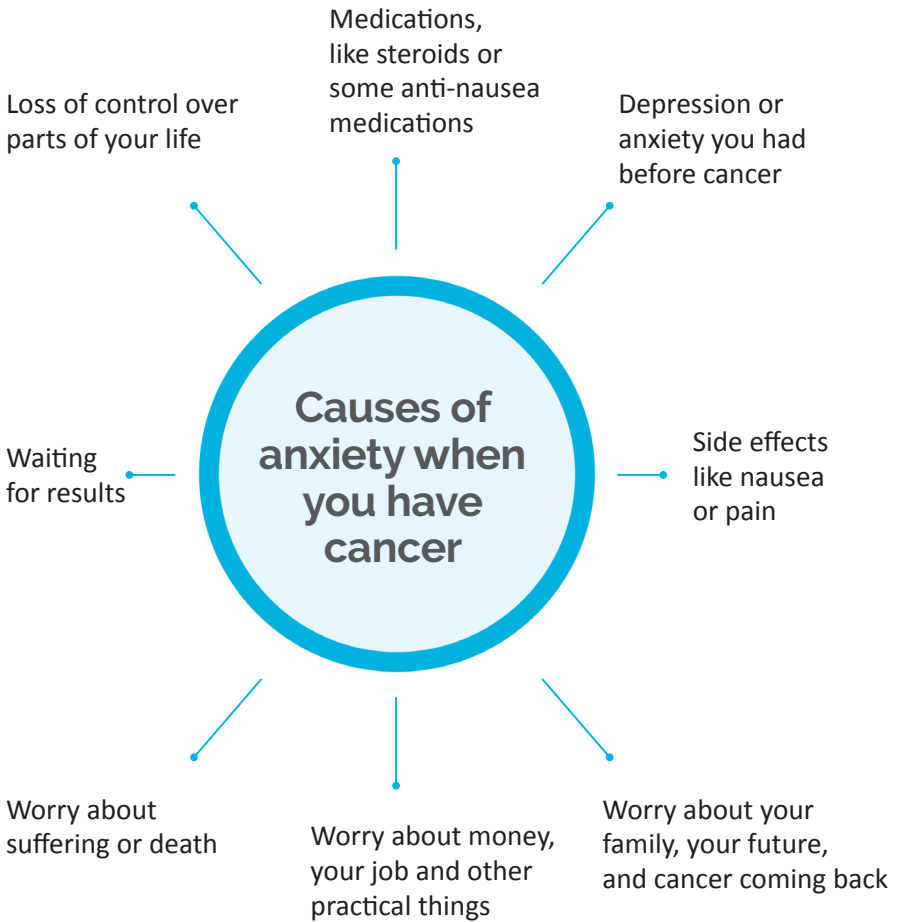 Medications,
like steroids or
some anti-nausea
medications
Loss of control over
parts of your life
Depression or
anxiety you had
before cancer
Causes of
anxiety when
you have
cancer
Waiting
for results
Side effects
like nausea
or pain
Worry about
suffering or death
Worry about money,
your job and other
practical things
Worry about your
family, your future,
and cancer coming back